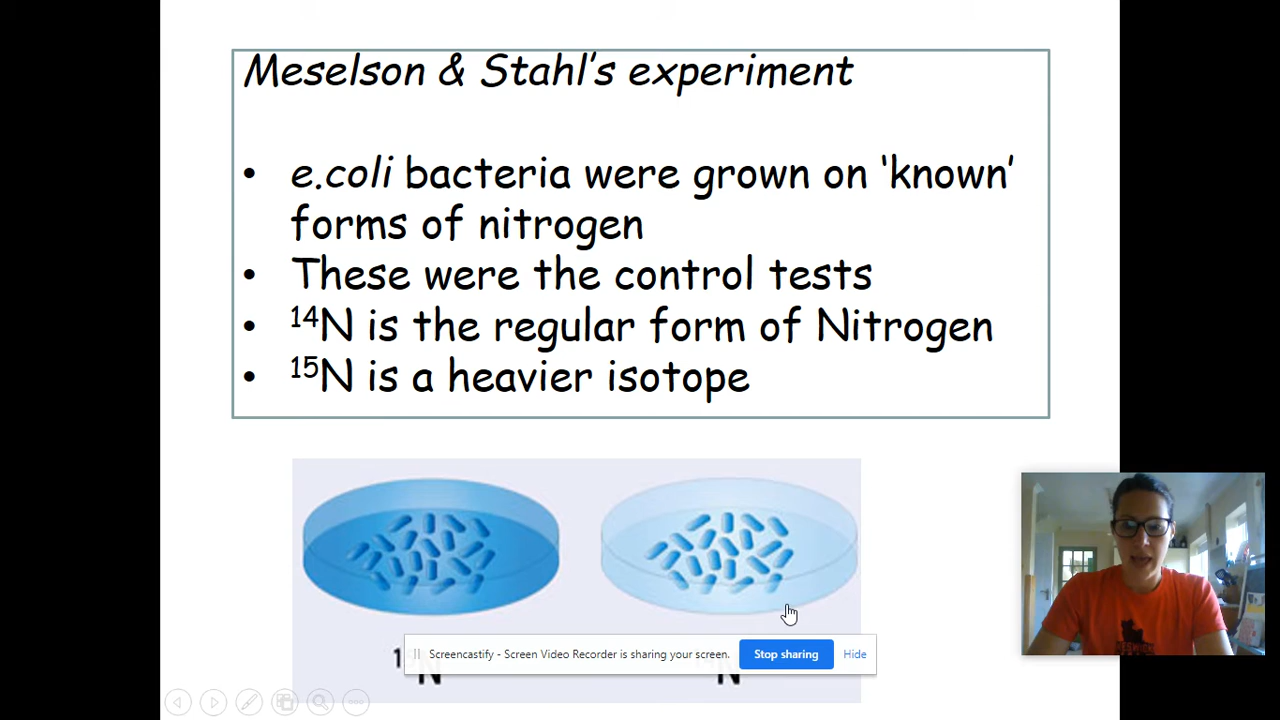 Meselson & Stahl's experiment
• e.coli bacteria were grown on ‘known’
forms of nitrogen
• These were the control tests
• ¹⁴N is the regular form of Nitrogen
• ¹⁵N is a heavier isotope
Screencastify - Screen Video Recorder is sharing your screen. Stop sharing Hide
N N